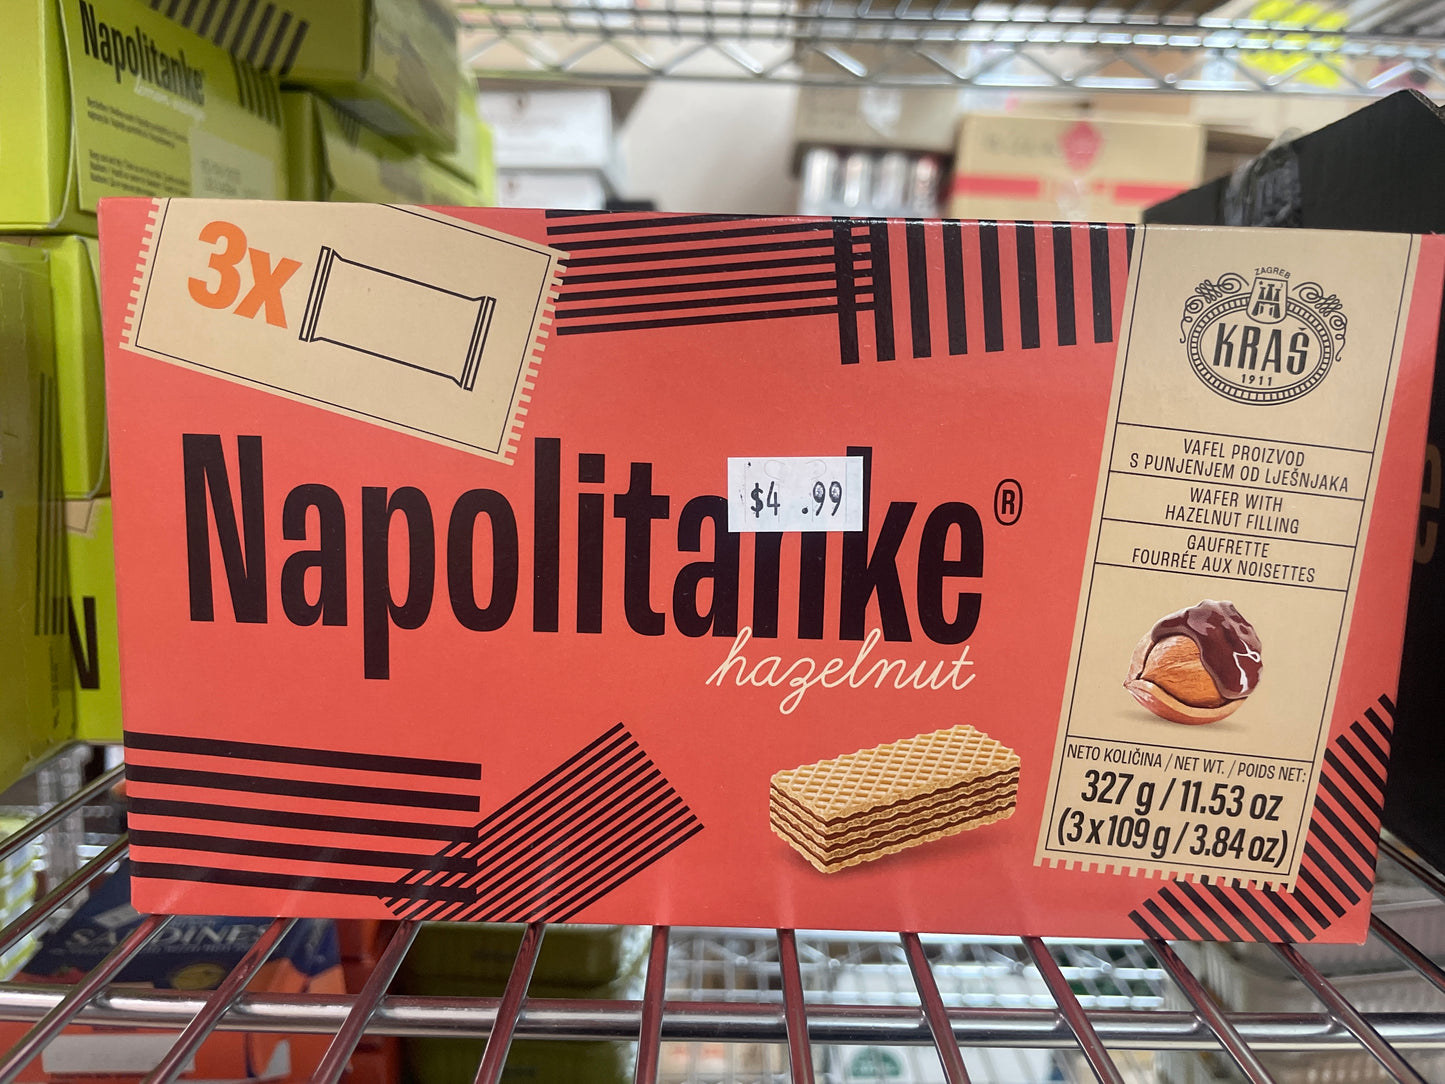 Napolitanke
3x
ZAGREB
KRAŠ
1911
VAFEL PROIZVOD
S PUNJENJEM OD LJEŠNJAKA
WAFER WITH
HAZELNUT FILLING
GAUFRETTE
FOURRÉE AUX NOISETTES
Napolitanke®
$4 .99
hazelnut
NETO KOLIČINA / NET WT. / POIDS NET:
327 g / 11.53 oz
(3 x 109 g / 3.84 oz)
N
SARDINES